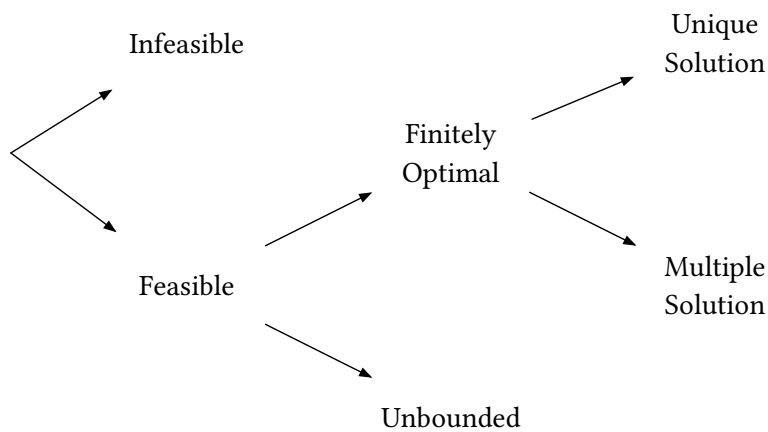 Infeasible
Feasible
Finitely
Optimal
Unbounded
Unique
Solution
Multiple
Solution